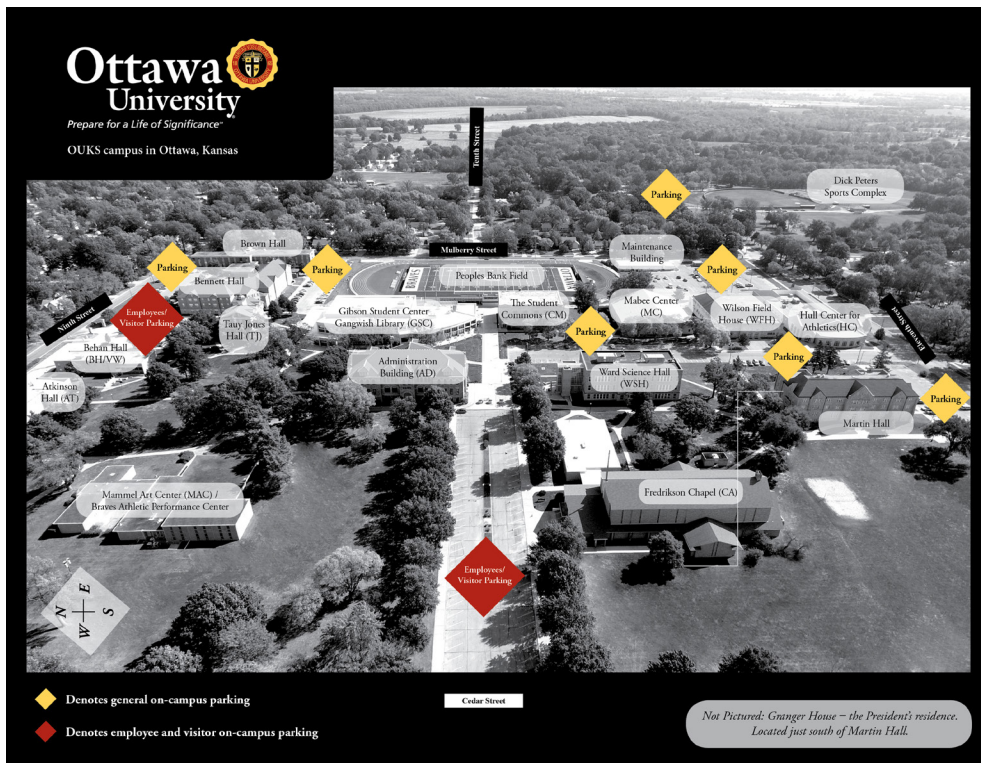 Ottawa
University
Prepare for a Life of Significance℠
OUKS campus in Ottawa, Kansas
Tenth Street
Parking
Dick Peters
Sports Complex
Brown Hall
Mulberry Street
Maintenance
Building
Parking
Bennett Hall
Parking
BRAVES
Peoples Bank Field
OTTAWA
Parking
Ninth Street
Employees/
Visitor Parking
Tauy Jones
Hall (TJ)
Gibson Student Center
Gangwish Library (GSC)
The Student
Commons (CM)
Mabee Center
(MC)
Wilson Field
House (WFH)
Hull Center for
Athletics(HC)
Eleventh Street
Parking
Behan Hall
(BH/VW)
Administration
Building (AD)
Parking
Atkinson
Hall (AT)
Ward Science Hall
(WSH)
Parking
Martin Hall
Mammel Art Center (MAC) /
Braves Athletic Performance Center
Fredrikson Chapel (CA)
Employees/
Visitor Parking
N
E
W
S
Denotes general on-campus parking
Cedar Street
Denotes employee and visitor on-campus parking
Not Pictured: Granger House – the President's residence.
Located just south of Martin Hall.